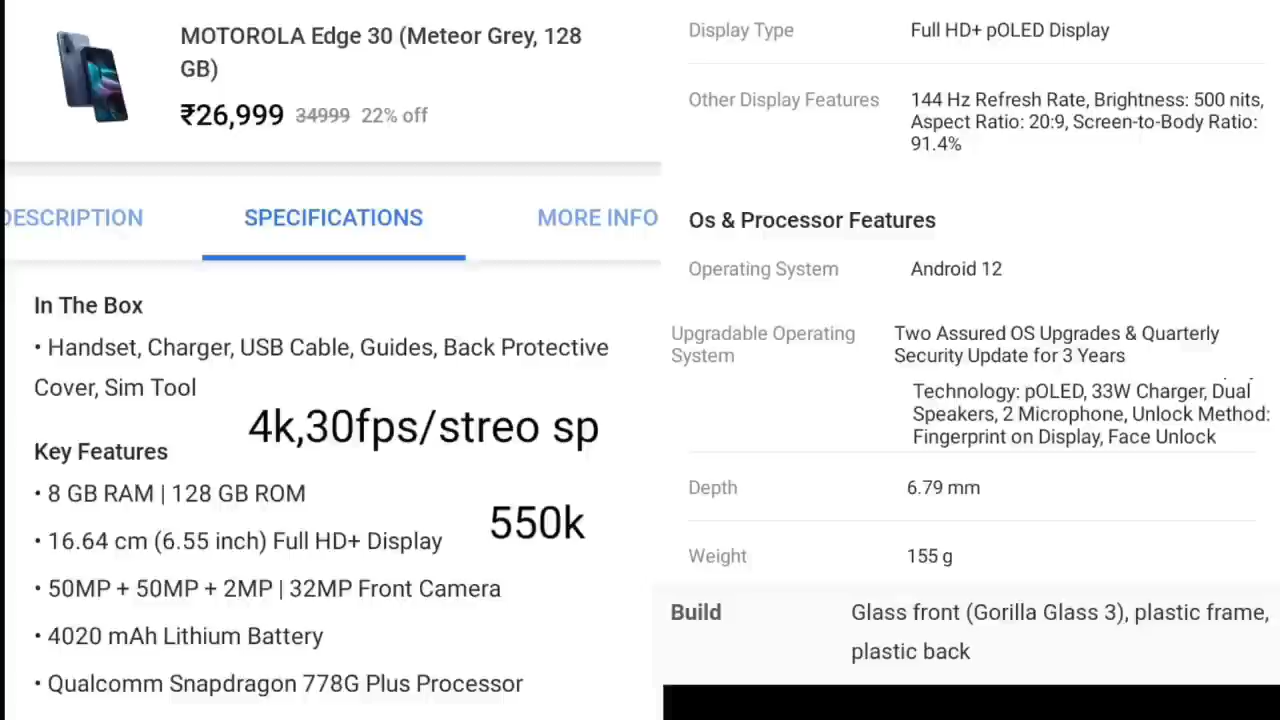 MOTOROLA Edge 30 (Meteor Grey, 128
GB)
₹26,999 34999 22% off
DESCRIPTION SPECIFICATIONS MORE INFO
In The Box
• Handset, Charger, USB Cable, Guides, Back Protective
Cover, Sim Tool
4k,30fps/streo sp
Key Features
• 8 GB RAM | 128 GB ROM
550k
• 16.64 cm (6.55 inch) Full HD+ Display
• 50MP + 50MP + 2MP | 32MP Front Camera
• 4020 mAh Lithium Battery
• Qualcomm Snapdragon 778G Plus Processor
Display Type Full HD+ pOLED Display
Other Display Features 144 Hz Refresh Rate, Brightness: 500 nits,
Aspect Ratio: 20:9, Screen-to-Body Ratio:
91.4%
Os & Processor Features
Operating System Android 12
Upgradable Operating Two Assured OS Upgrades & Quarterly
System Security Update for 3 Years
Technology: pOLED, 33W Charger, Dual
Speakers, 2 Microphone, Unlock Method:
Fingerprint on Display, Face Unlock
Depth 6.79 mm
Weight 155 g
Build Glass front (Gorilla Glass 3), plastic frame,
plastic back